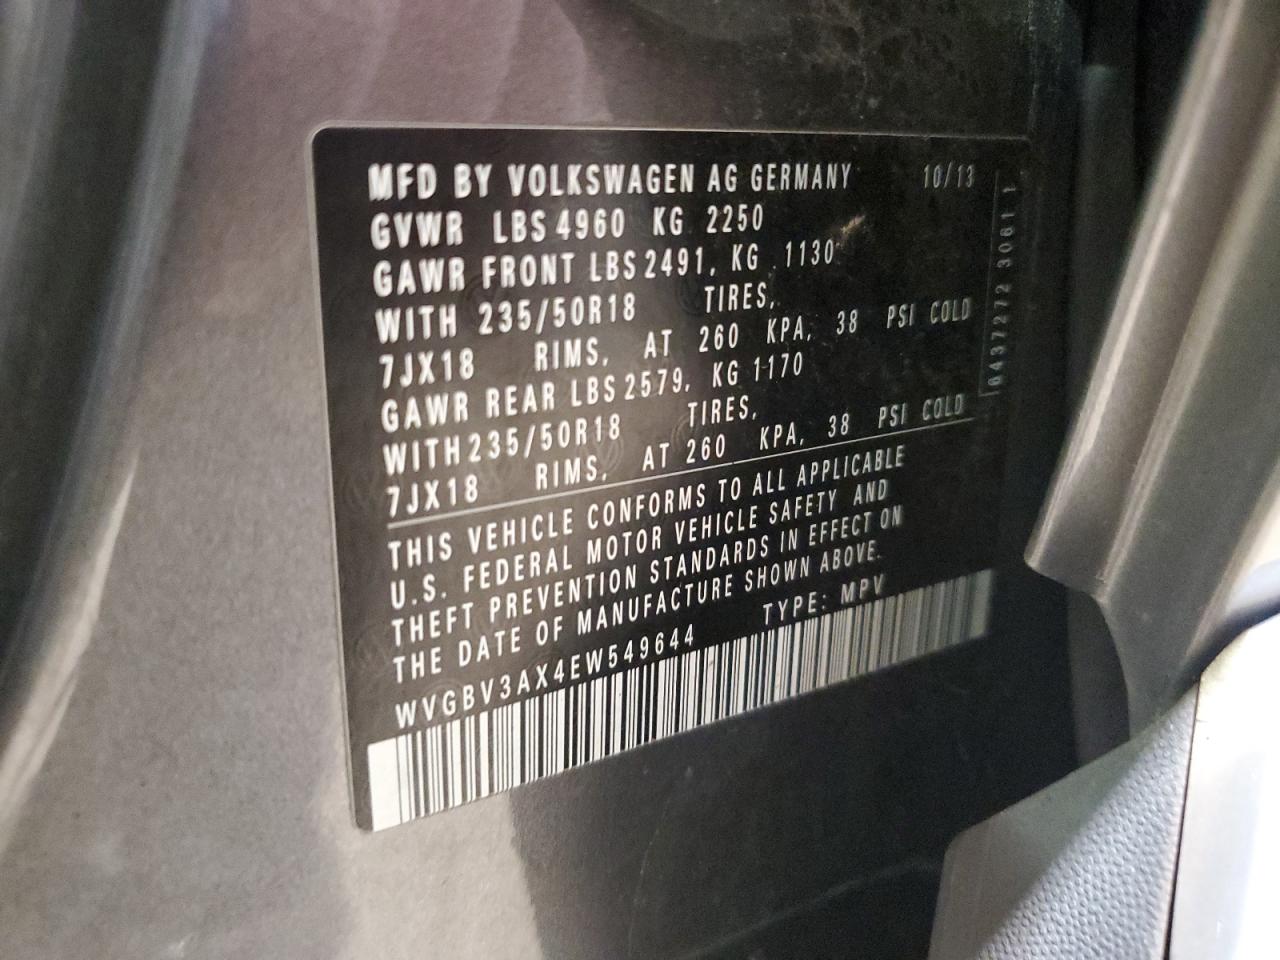 MFD BY VOLKSWAGEN AG GERMANY 10/13
GVWR LBS 4960 KG 2250
GAWR FRONT LBS 2491, KG 1130
WITH 235/50R18 TIRES,
7JX18 RIMS, AT 260 KPA, 38 PSI COLD
GAWR REAR LBS 2579, KG 1170
WITH 235/50R18 TIRES,
7JX18 RIMS, AT 260 KPA, 38 PSI COLD
THIS VEHICLE CONFORMS TO ALL APPLICABLE
U.S. FEDERAL MOTOR VEHICLE SAFETY AND
THEFT PREVENTION STANDARDS IN EFFECT ON
THE DATE OF MANUFACTURE SHOWN ABOVE.
WVGBV3AX4EW549644 TYPE: MPV